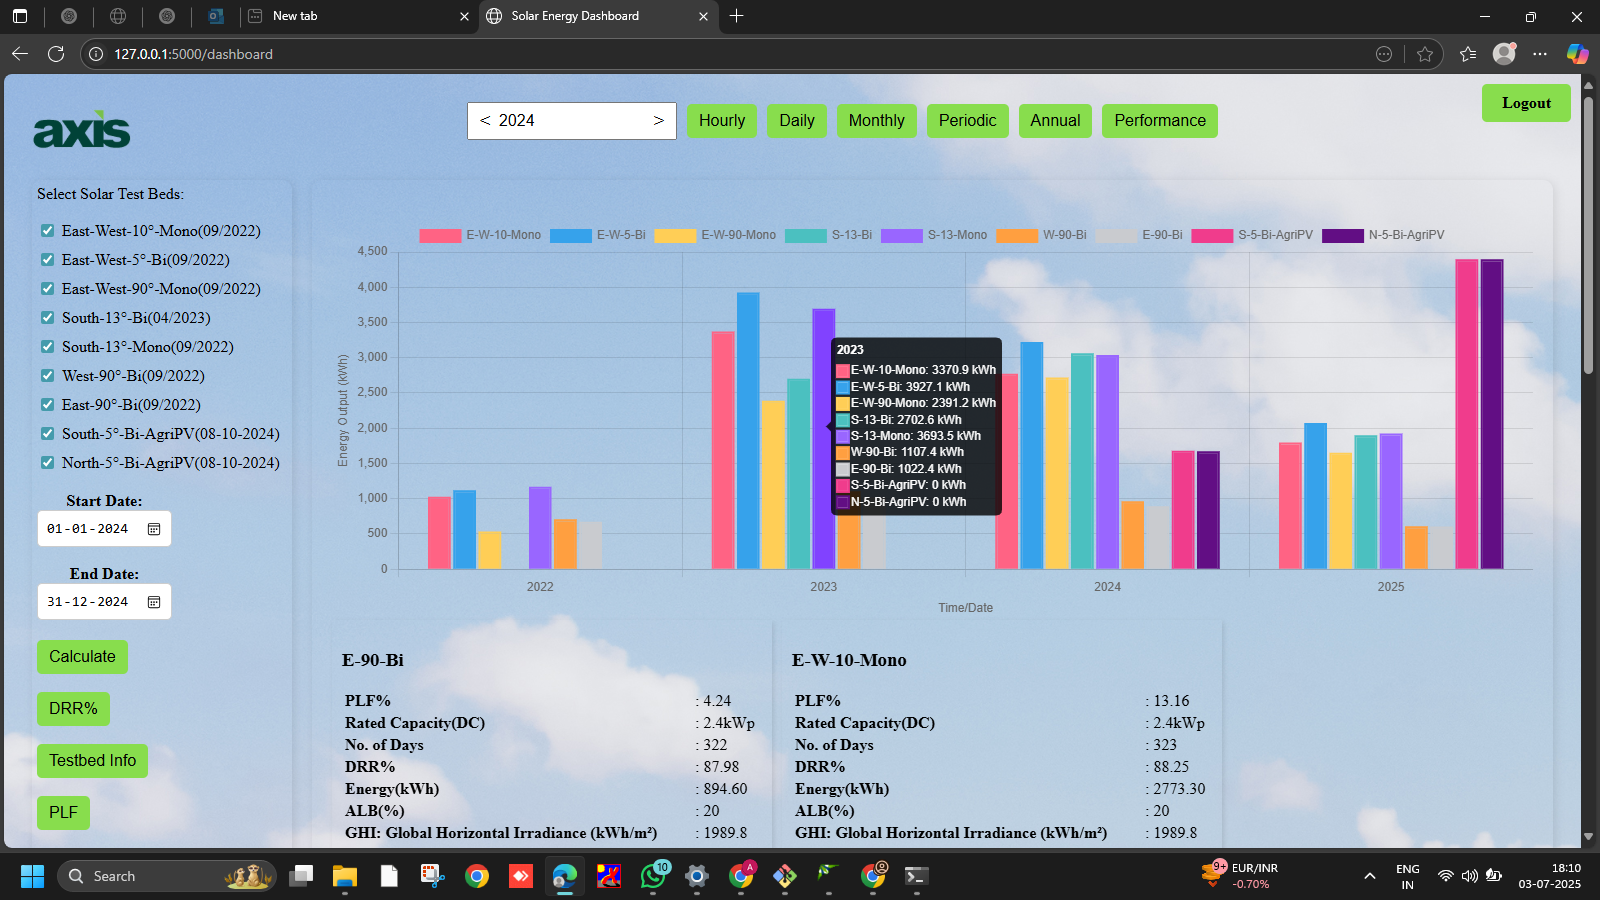 New tab
Solar Energy Dashboard
127.0.0.1:5000/dashboard
axis
< 2024 >
Hourly
Daily
Monthly
Periodic
Annual
Performance
Logout
Select Solar Test Beds:
East-West-10°-Mono(09/2022)
East-West-5°-Bi(09/2022)
East-West-90°-Mono(09/2022)
South-13°-Bi(04/2023)
South-13°-Mono(09/2022)
West-90°-Bi(09/2022)
East-90°-Bi(09/2022)
South-5°-Bi-AgriPV(08-10-2024)
North-5°-Bi-AgriPV(08-10-2024)
Start Date:
01-01-2024
End Date:
31-12-2024
Calculate
DRR%
Testbed Info
PLF
E-W-10-Mono E-W-5-Bi E-W-90-Mono S-13-Bi S-13-Mono W-90-Bi E-90-Bi S-5-Bi-AgriPV N-5-Bi-AgriPV
4,500
4,000
3,500
3,000
2,500
2,000
1,500
1,000
500
0
Energy Output (kWh)
2023
E-W-10-Mono: 3370.9 kWh
E-W-5-Bi: 3927.1 kWh
E-W-90-Mono: 2391.2 kWh
S-13-Bi: 2702.6 kWh
S-13-Mono: 3693.5 kWh
W-90-Bi: 1107.4 kWh
E-90-Bi: 1022.4 kWh
S-5-Bi-AgriPV: 0 kWh
N-5-Bi-AgriPV: 0 kWh
2022 2023 2024 2025
Time/Date
E-90-Bi
PLF% : 4.24
Rated Capacity(DC) : 2.4kWp
No. of Days : 322
DRR% : 87.98
Energy(kWh) : 894.60
ALB(%) : 20
GHI: Global Horizontal Irradiance (kWh/m²) : 1989.8
E-W-10-Mono
PLF% : 13.16
Rated Capacity(DC) : 2.4kWp
No. of Days : 323
DRR% : 88.25
Energy(kWh) : 2773.30
ALB(%) : 20
GHI: Global Horizontal Irradiance (kWh/m²) : 1989.8
Search
10
A
9+
EUR/INR
-0.70%
ENG
IN
18:10
03-07-2025